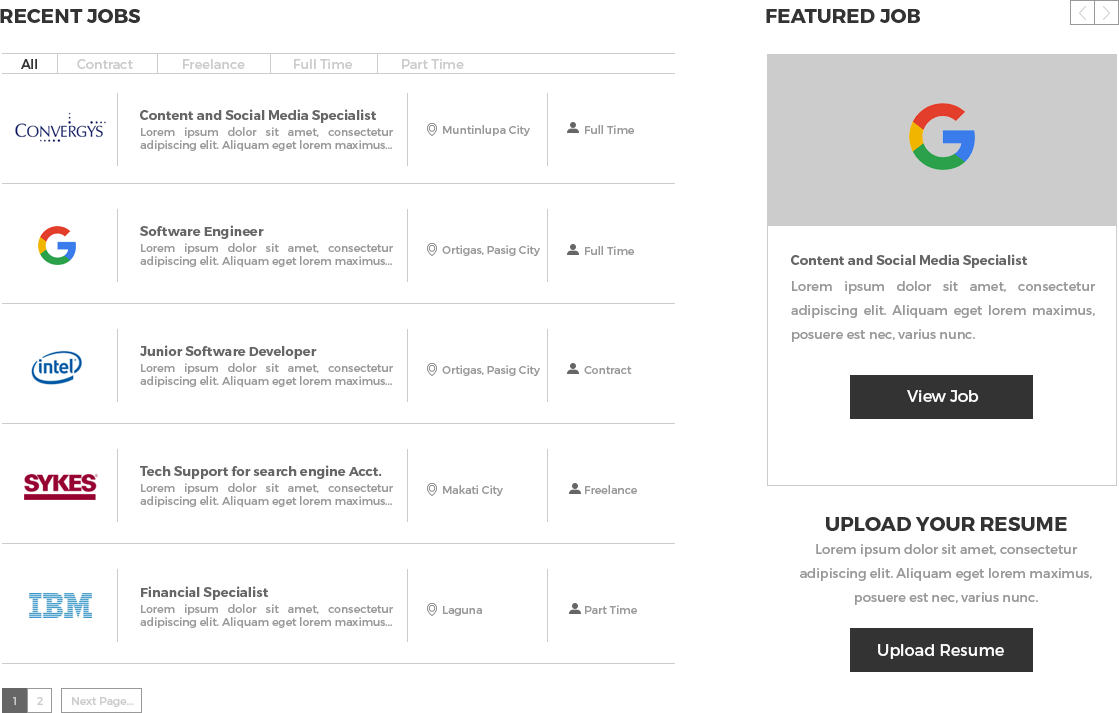 RECENT JOBS
All Contract Freelance Full Time Part Time
CONVERGYS
Content and Social Media Specialist
Lorem ipsum dolor sit amet, consectetur
adipiscing elit. Aliquam eget lorem maximus...
Muntinlupa City
Full Time
Software Engineer
Lorem ipsum dolor sit amet, consectetur
adipiscing elit. Aliquam eget lorem maximus...
Ortigas, Pasig City
Full Time
intel
Junior Software Developer
Lorem ipsum dolor sit amet, consectetur
adipiscing elit. Aliquam eget lorem maximus...
Ortigas, Pasig City
Contract
SYKES
Tech Support for search engine Acct.
Lorem ipsum dolor sit amet, consectetur
adipiscing elit. Aliquam eget lorem maximus...
Makati City
Freelance
IBM
Financial Specialist
Lorem ipsum dolor sit amet, consectetur
adipiscing elit. Aliquam eget lorem maximus...
Laguna
Part Time
1 2 Next Page...
FEATURED JOB
G
Content and Social Media Specialist
Lorem ipsum dolor sit amet, consectetur
adipiscing elit. Aliquam eget lorem maximus,
posuere est nec, varius nunc.
View Job
UPLOAD YOUR RESUME
Lorem ipsum dolor sit amet, consectetur
adipiscing elit. Aliquam eget lorem maximus,
posuere est nec, varius nunc.
Upload Resume